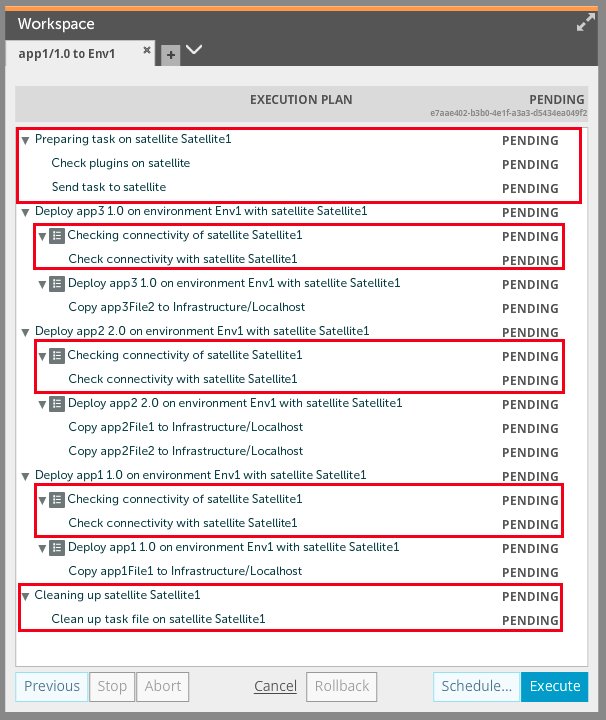 Workspace
app1/1.0 to Env1
EXECUTION PLAN PENDING
e7aae402-b3b0-4e1f-a3a3-d5434ea049f2
Preparing task on satellite Satellite1 PENDING
Check plugins on satellite PENDING
Send task to satellite PENDING
Deploy app3 1.0 on environment Env1 with satellite Satellite1 PENDING
Checking connectivity of satellite Satellite1 PENDING
Check connectivity with satellite Satellite1 PENDING
Deploy app3 1.0 on environment Env1 with satellite Satellite1 PENDING
Copy app3File2 to Infrastructure/Localhost PENDING
Deploy app2 2.0 on environment Env1 with satellite Satellite1 PENDING
Checking connectivity of satellite Satellite1 PENDING
Check connectivity with satellite Satellite1 PENDING
Deploy app2 2.0 on environment Env1 with satellite Satellite1 PENDING
Copy app2File1 to Infrastructure/Localhost PENDING
Copy app2File2 to Infrastructure/Localhost PENDING
Deploy app1 1.0 on environment Env1 with satellite Satellite1 PENDING
Checking connectivity of satellite Satellite1 PENDING
Check connectivity with satellite Satellite1 PENDING
Deploy app1 1.0 on environment Env1 with satellite Satellite1 PENDING
Copy app1File1 to Infrastructure/Localhost PENDING
Cleaning up satellite Satellite1 PENDING
Clean up task file on satellite Satellite1 PENDING
Previous Stop Abort Cancel Rollback Schedule... Execute